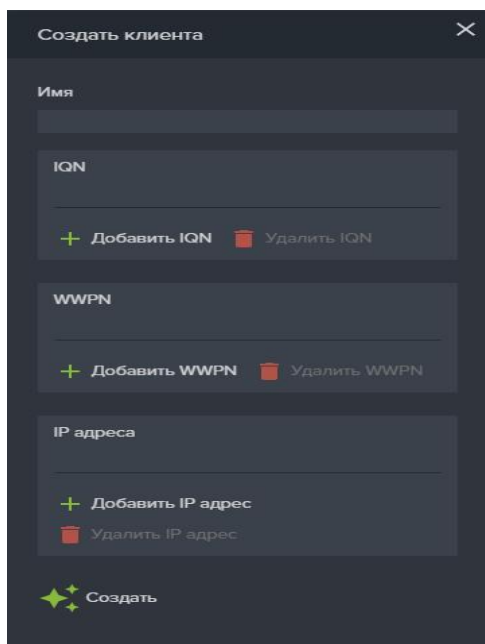 Создать клиента
Имя
IQN
Добавить IQN Удалить IQN
WWPN
Добавить WWPN Удалить WWPN
IP адреса
Добавить IP адрес
Удалить IP адрес
Создать